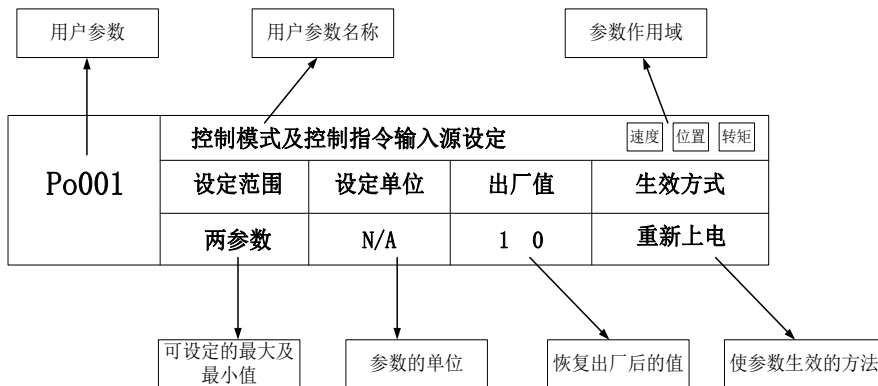 用户参数
用户参数名称
参数作用域
控制模式及控制指令输入源设定
速度 位置 转矩
Po001
设定范围 设定单位 出厂值 生效方式
两参数 N/A 1 0 重新上电
可设定的最大及
最小值
参数的单位
恢复出厂后的值
使参数生效的方法